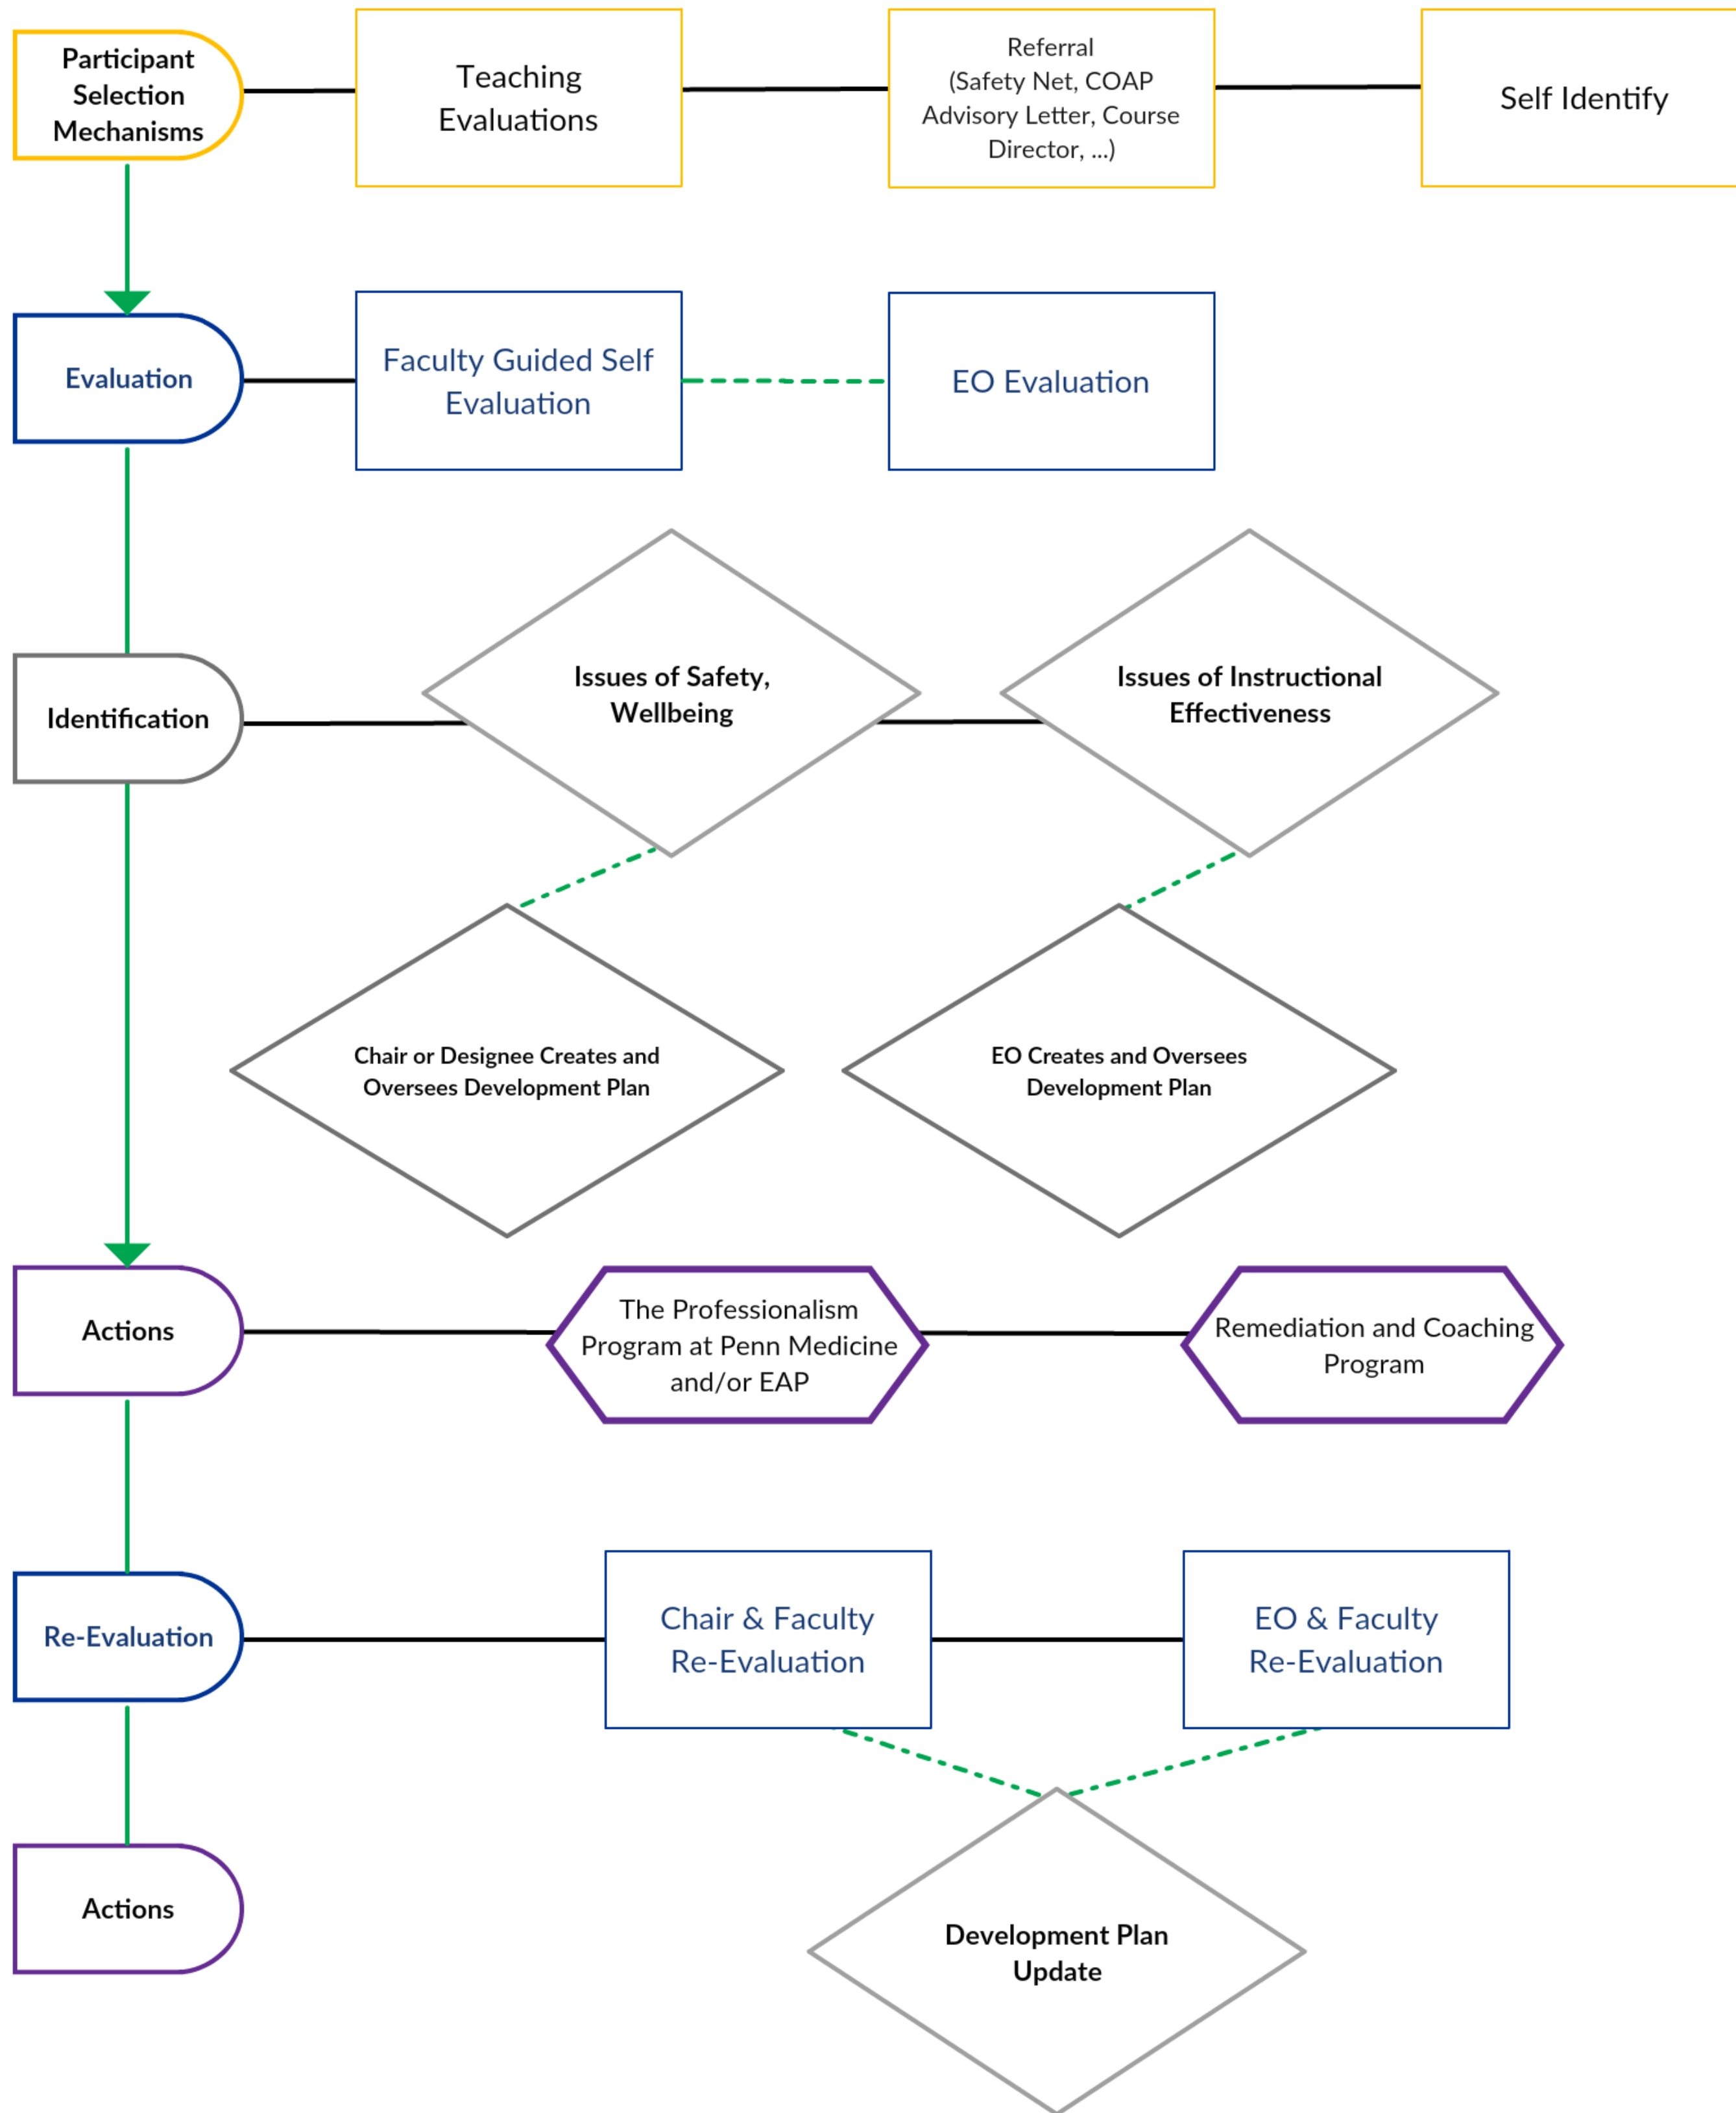 Participant
Selection
Mechanisms
Teaching
Evaluations
Referral
(Safety Net, COAP
Advisory Letter, Course
Director, ...)
Self Identify
Evaluation
Faculty Guided Self
Evaluation
EO Evaluation
Identification
Issues of Safety,
Wellbeing
Issues of Instructional
Effectiveness
Chair or Designee Creates and
Oversees Development Plan
EO Creates and Oversees
Development Plan
Actions
The Professionalism
Program at Penn Medicine
and/or EAP
Remediation and Coaching
Program
Re-Evaluation
Chair & Faculty
Re-Evaluation
EO & Faculty
Re-Evaluation
Actions
Development Plan
Update